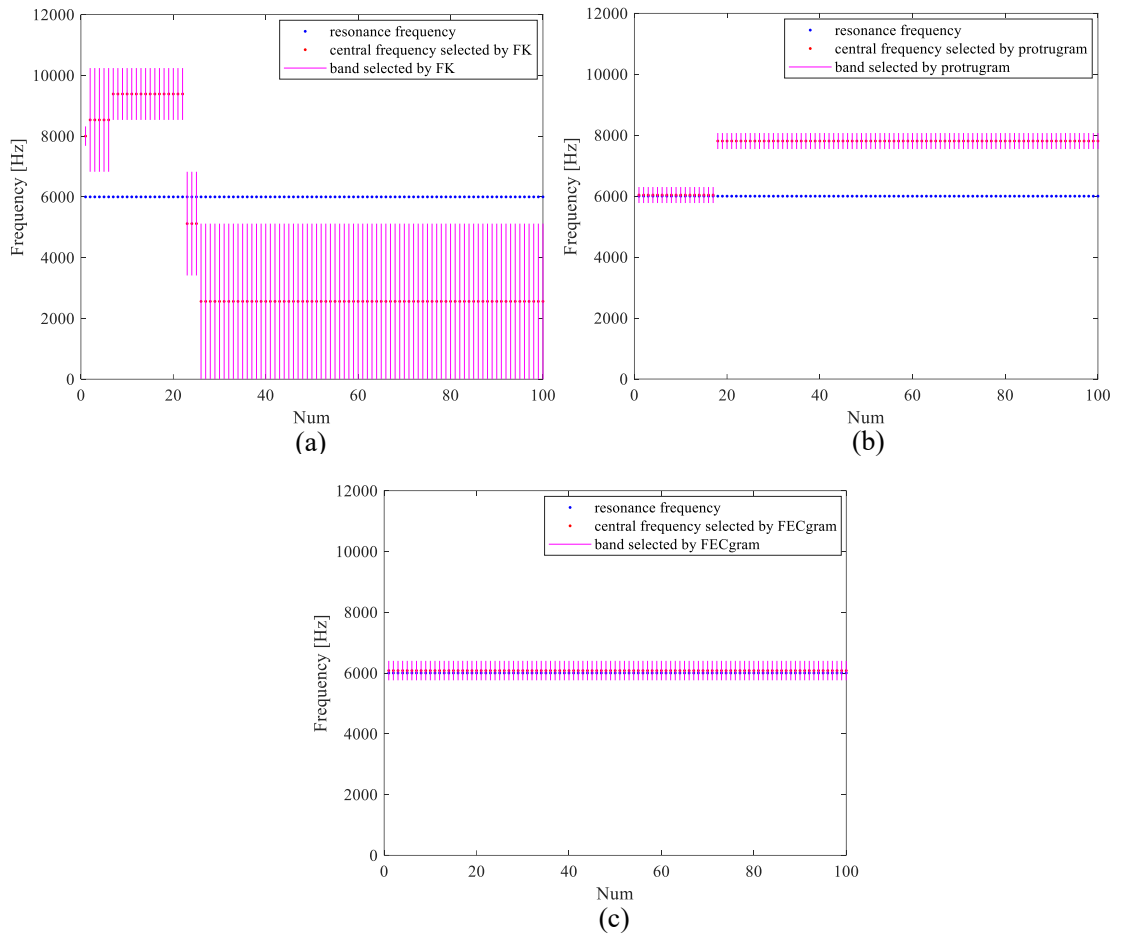 12000
10000
8000
6000
4000
2000
0
Frequency [Hz]
resonance frequency
central frequency selected by FK
band selected by FK
0 20 40 60 80 100
Num
(a)
12000
10000
8000
6000
4000
2000
0
Frequency [Hz]
resonance frequency
central frequency selected by protrugram
band selected by protrugram
0 20 40 60 80 100
Num
(b)
12000
10000
8000
6000
4000
2000
0
Frequency [Hz]
resonance frequency
central frequency selected by FECgram
band selected by FECgram
0 20 40 60 80 100
Num
(c)